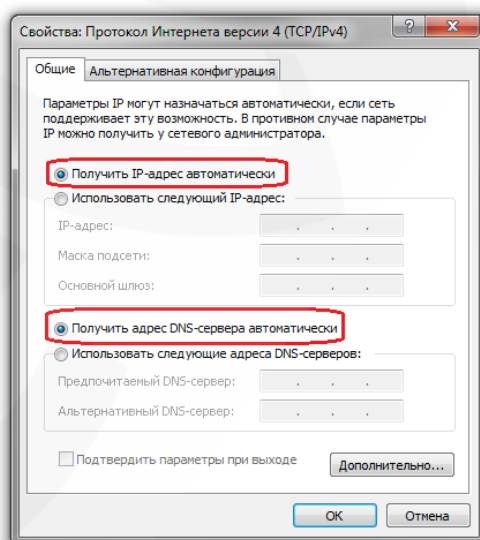 Свойства: Протокол Интернета версии 4 (TCP/IPv4)
Общие
Альтернативная конфигурация
Параметры IP могут назначаться автоматически, если сеть
поддерживает эту возможность. В противном случае параметры
IP можно получить у сетевого администратора.
Получить IP-адрес автоматически
Использовать следующий IP-адрес:
IP-адрес:
Маска подсети:
Основной шлюз:
Получить адрес DNS-сервера автоматически
Использовать следующие адреса DNS-серверов:
Предпочитаемый DNS-сервер:
Альтернативный DNS-сервер:
Подтвердить параметры при выходе
Дополнительно...
ОК
Отмена